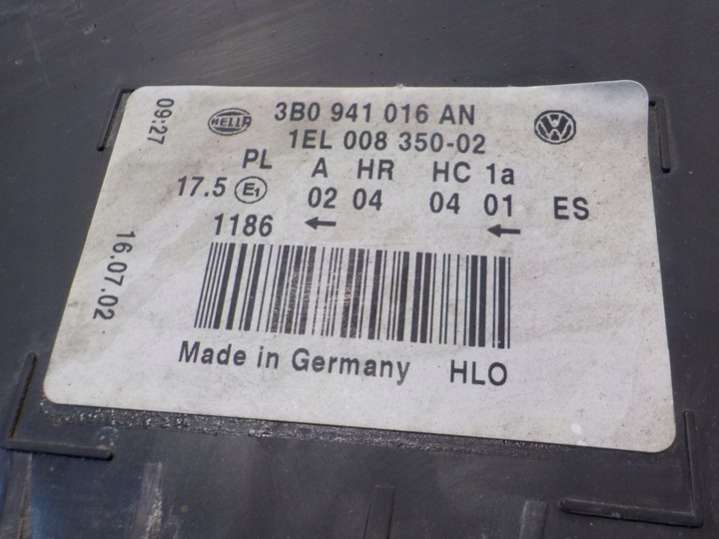 09:27
16.07.02
HELLA
3B0 941 016 AN
1EL 008 350-02
PL A HR HC 1a
17.5 E1 02 04 04 01 ES
1186 ← ←
Made in Germany HLO